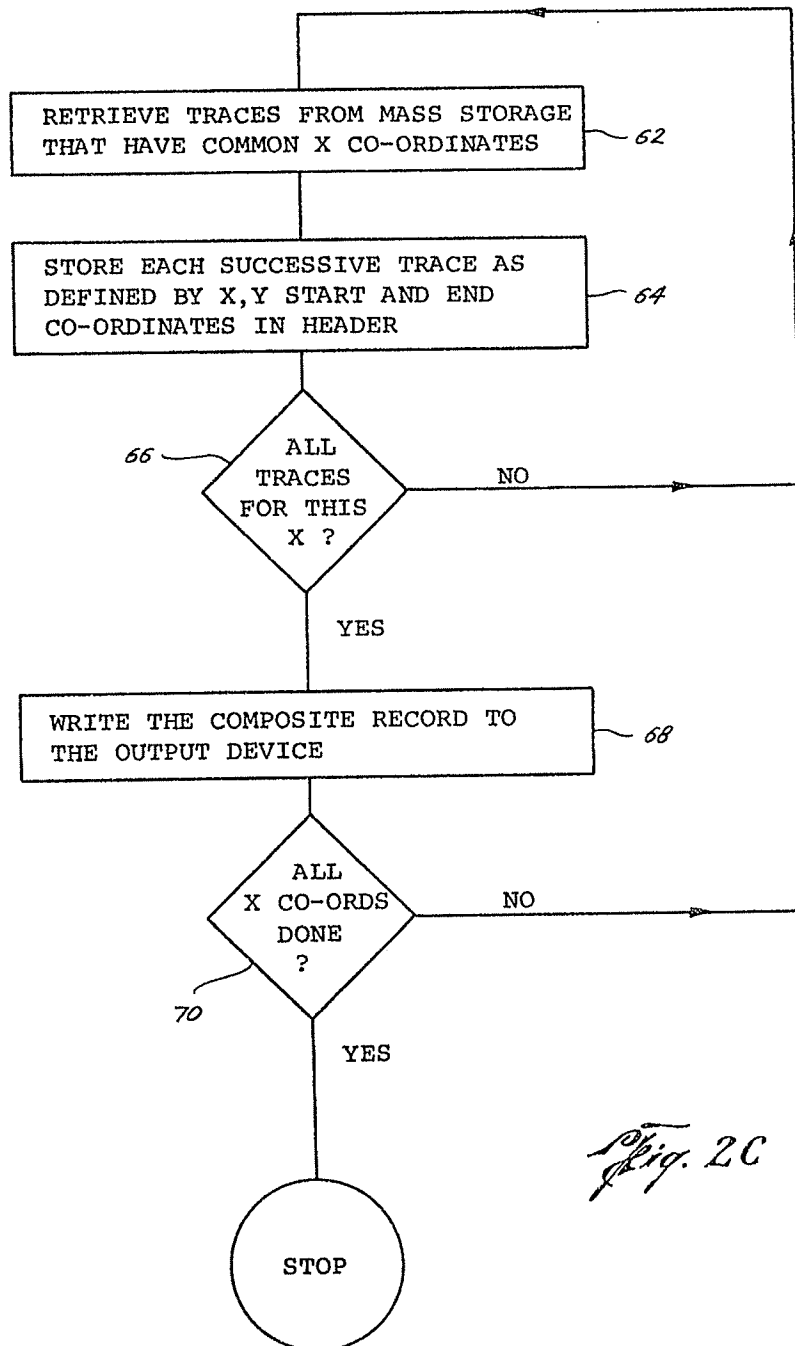 RETRIEVE TRACES FROM MASS STORAGE
THAT HAVE COMMON X CO-ORDINATES
62
STORE EACH SUCCESSIVE TRACE AS
DEFINED BY X,Y START AND END
CO-ORDINATES IN HEADER
64
66
ALL
TRACES
FOR THIS
X ?
NO
YES
WRITE THE COMPOSITE RECORD TO
THE OUTPUT DEVICE
68
ALL
X CO-ORDS
DONE
?
NO
70
YES
Fig. 2C
STOP